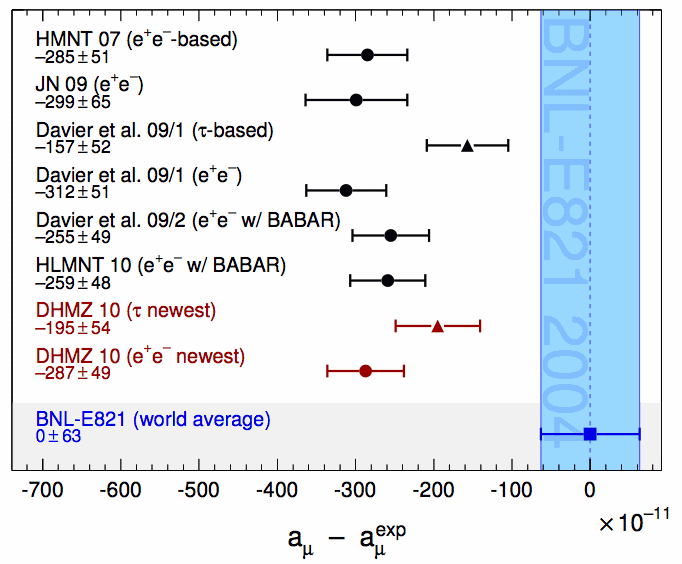 HMNT 07 (e⁺e⁻-based)
−285 ± 51
JN 09 (e⁺e⁻)
−299 ± 65
Davier et al. 09/1 (τ-based)
−157 ± 52
Davier et al. 09/1 (e⁺e⁻)
−312 ± 51
Davier et al. 09/2 (e⁺e⁻ w/ BABAR)
−255 ± 49
HLMNT 10 (e⁺e⁻ w/ BABAR)
−259 ± 48
DHMZ 10 (τ newest)
−195 ± 54
DHMZ 10 (e⁺e⁻ newest)
−287 ± 49
BNL-E821 (world average)
0 ± 63
BNL-E821 2004
-700 -600 -500 -400 -300 -200 -100 0
×10⁻¹¹
aμ − aμ^exp